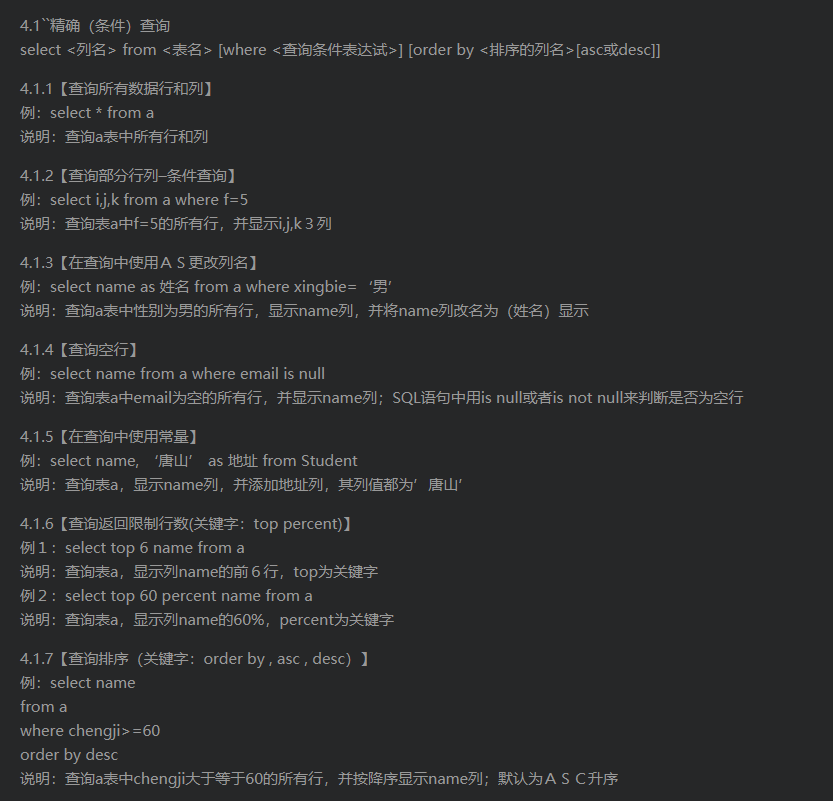 4.1``精确（条件）查询
select <列名> from <表名> [where <查询条件表达试>] [order by <排序的列名>[asc或desc]]
4.1.1【查询所有数据行和列】
例：select * from a
说明：查询a表中所有行和列
4.1.2【查询部分行列–条件查询】
例：select i,j,k from a where f=5
说明：查询表a中f=5的所有行，并显示i,j,k３列
4.1.3【在查询中使用ＡＳ更改列名】
例：select name as 姓名 from a where xingbie=‘男’
说明：查询a表中性别为男的所有行，显示name列，并将name列改名为（姓名）显示
4.1.4【查询空行】
例：select name from a where email is null
说明：查询表a中email为空的所有行，并显示name列；SQL语句中用is null或者is not null来判断是否为空行
4.1.5【在查询中使用常量】
例：select name, ‘唐山’ as 地址 from Student
说明：查询表a，显示name列，并添加地址列，其列值都为’唐山’
4.1.6【查询返回限制行数(关键字：top percent)】
例１：select top 6 name from a
说明：查询表a，显示列name的前６行，top为关键字
例２：select top 60 percent name from a
说明：查询表a，显示列name的60%，percent为关键字
4.1.7【查询排序（关键字：order by , asc , desc）】
例：select name
from a
where chengji>=60
order by desc
说明：查询a表中chengji大于等于60的所有行，并按降序显示name列；默认为ＡＳＣ升序